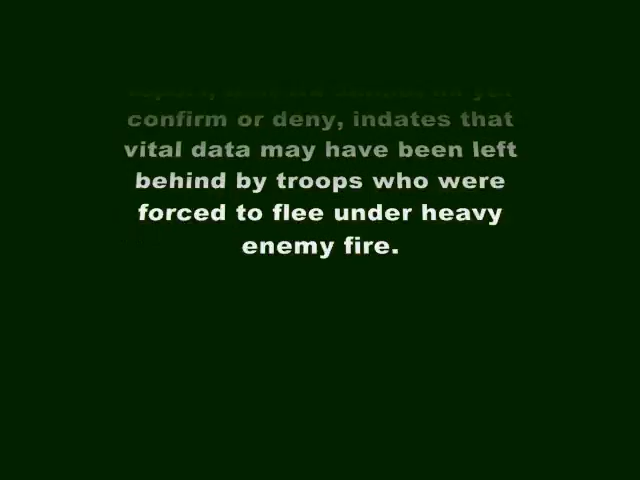 confirm or deny, indates that
vital data may have been left
behind by troops who were
forced to flee under heavy
enemy fire.